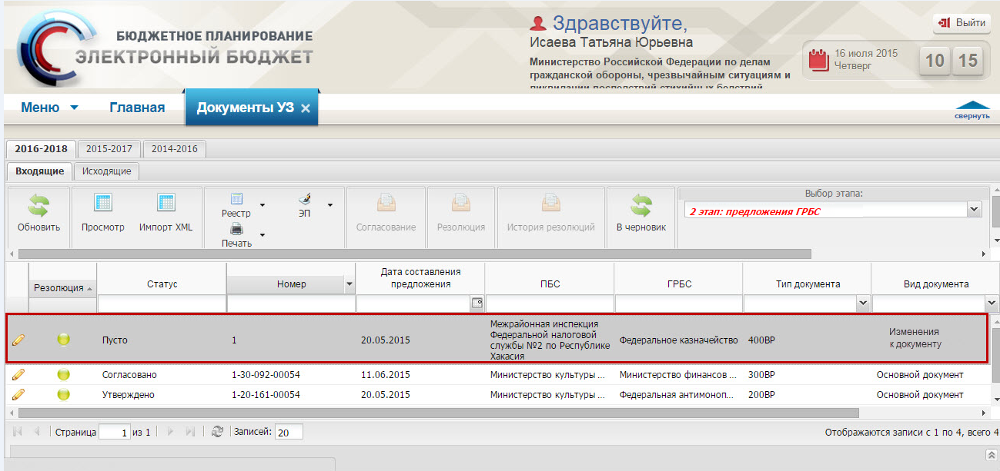 БЮДЖЕТНОЕ ПЛАНИРОВАНИЕ
ЭЛЕКТРОННЫЙ БЮДЖЕТ
Здравствуйте,
Исаева Татьяна Юрьевна
Министерство Российской Федерации по делам
гражданской обороны, чрезвычайным ситуациям и
ликвидации последствий стихийных бедствий
Выйти
16 июля 2015
Четверг
10 15
Меню Главная Документы УЗ
свернуть
2016-2018 2015-2017 2014-2016
Входящие Исходящие
Обновить Просмотр Импорт XML Реестр ЭП Печать Согласование Резолюция История резолюций В черновик
Выбор этапа:
2 этап: предложения ГРБС
Резолюция Статус Номер Дата составления предложения ПБС ГРБС Тип документа Вид документа
Пусто 1 20.05.2015 Межрайонная инспекция Федеральной налоговой службы №2 по Республике Хакасия Федеральное казначейство 400ВР Изменения к документу
Согласовано 1-30-092-00054 11.06.2015 Министерство культуры ... Министерство финансов ... 300ВР Основной документ
Утверждено 1-20-161-00054 20.05.2015 Министерство культуры ... Федеральная антимоноп... 200ВР Основной документ
Страница 1 из 1 Записей: 20 Отображаются записи с 1 по 4, всего 4